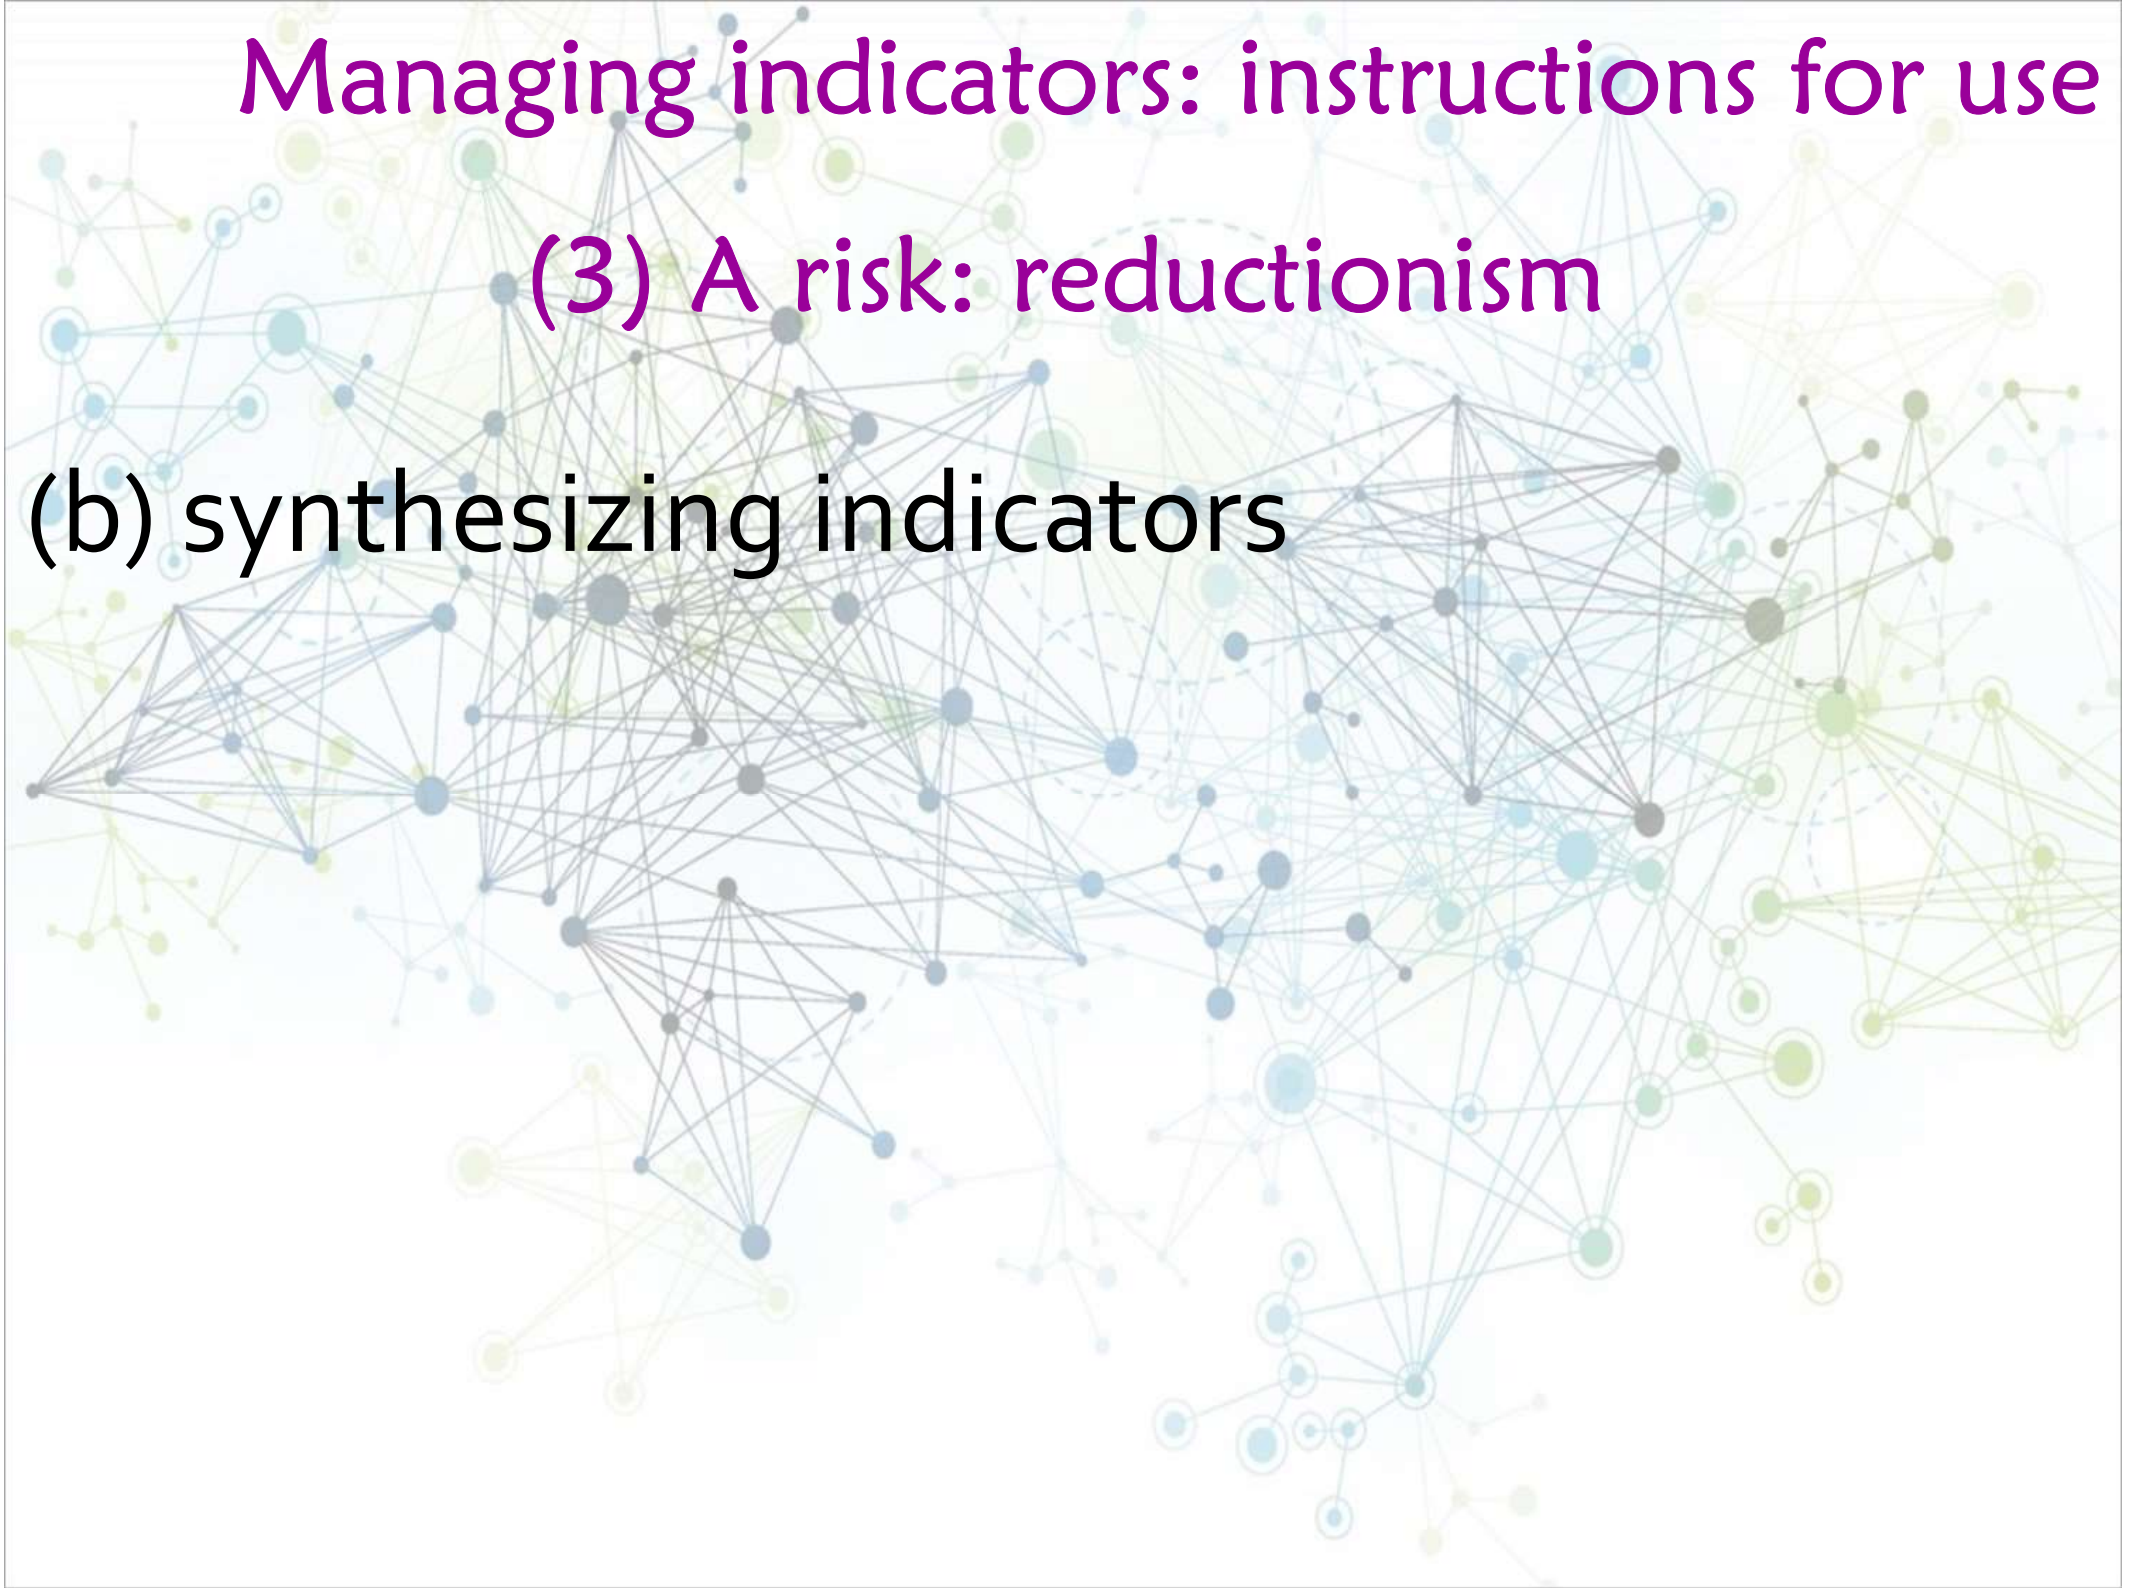 Managing indicators: instructions for use
(3) A risk: reductionism
(b) synthesizing indicators